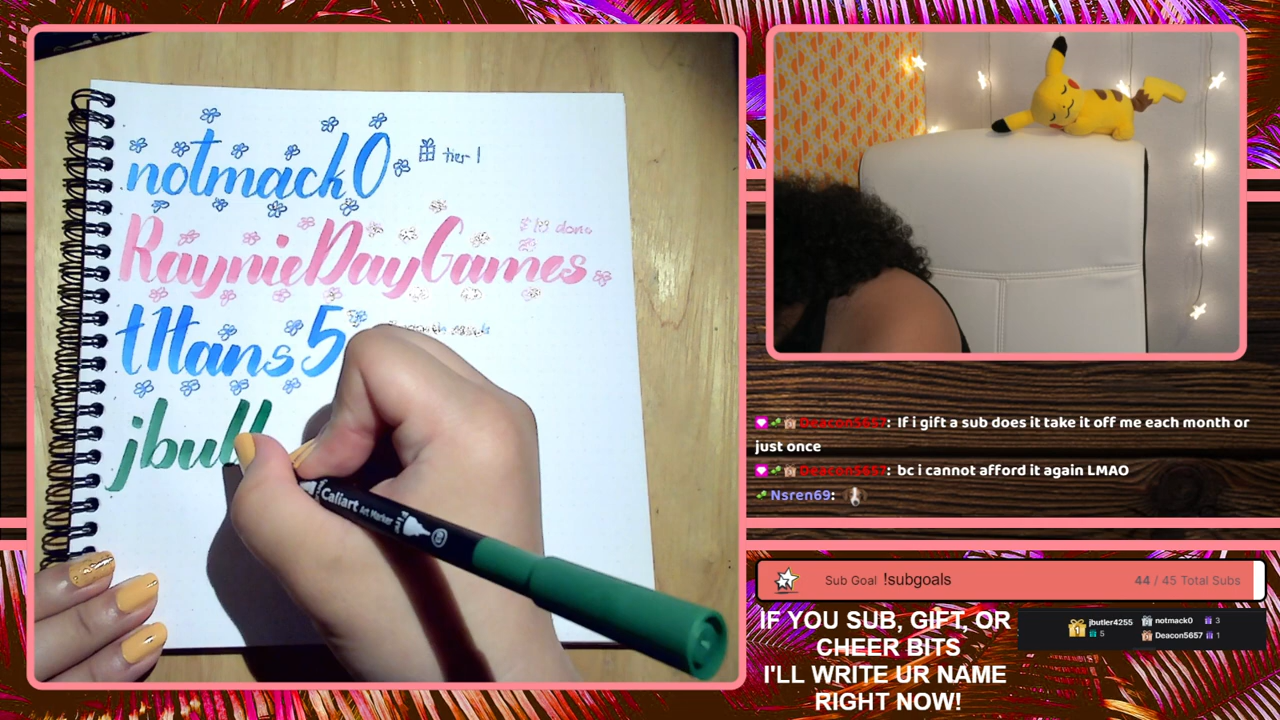 notmack0 tier 1
RaynieDayGames
done
tHans5
jbutl
Caliart Art Marker
Deacon5657: If i gift a sub does it take it off me each month or
just once
Deacon5657: bc i cannot afford it again LMAO
Nsren69:
Sub Goal !subgoals 44 / 45 Total Subs
IF YOU SUB, GIFT, OR
CHEER BITS
I'LL WRITE UR NAME
RIGHT NOW!
1 jbutler4255 5
notmack0 3
Deacon5657 1